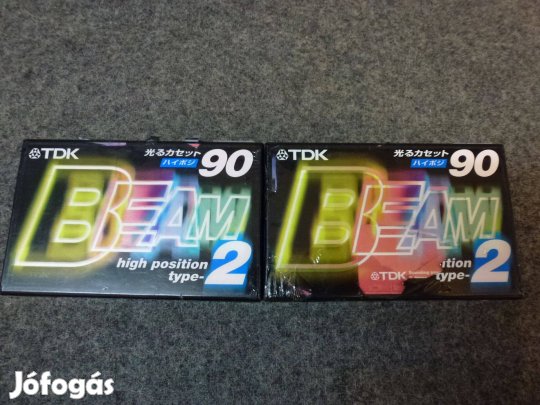 TDK 光るカセット 90
ハイポジ
BEAM
high position
type-2
TDK 光るカセット 90
ハイポジ
BEAM
TDK
type-2
Jófogás